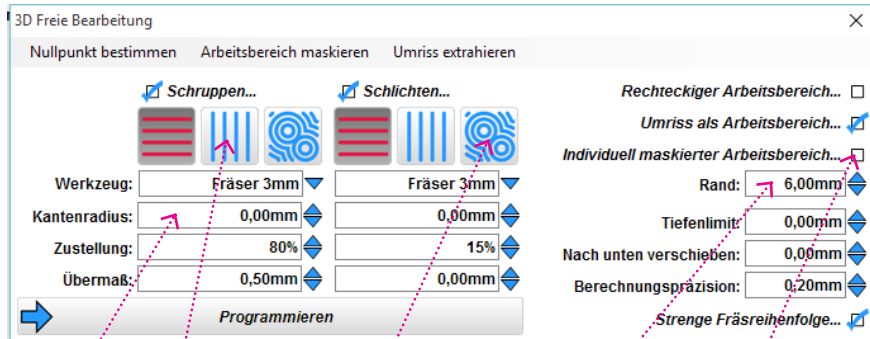 3D Freie Bearbeitung
Nullpunkt bestimmen Arbeitsbereich maskieren Umriss extrahieren
Schruppen... Schlichten... Rechteckiger Arbeitsbereich...
Umriss als Arbeitsbereich...
Individuell maskierter Arbeitsbereich...
Werkzeug: Fräser 3mm Fräser 3mm Rand: 6,00mm
Kantenradius: 0,00mm 0,00mm Tiefenlimit: 0,00mm
Zustellung: 80% 15% Nach unten verschieben: 0,00mm
Übermaß: 0,50mm 0,00mm Berechnungspräzision: 0,20mm
Programmieren Strenge Fräsreihenfolge...